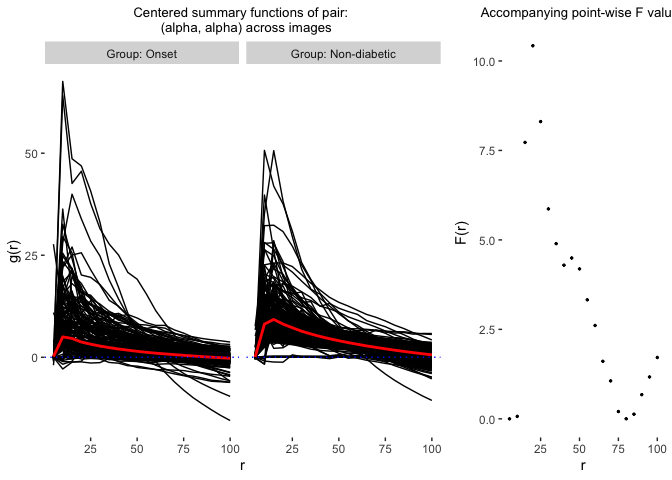 Centered summary functions of pair:
(alpha, alpha) across images
Group: Onset
Group: Non-diabetic
g(r)
50
25
0
25
50
75
100
25
50
75
100
r
Accompanying point-wise F valu
F(r)
10.0
7.5
5.0
2.5
0.0
25
50
75
100
r